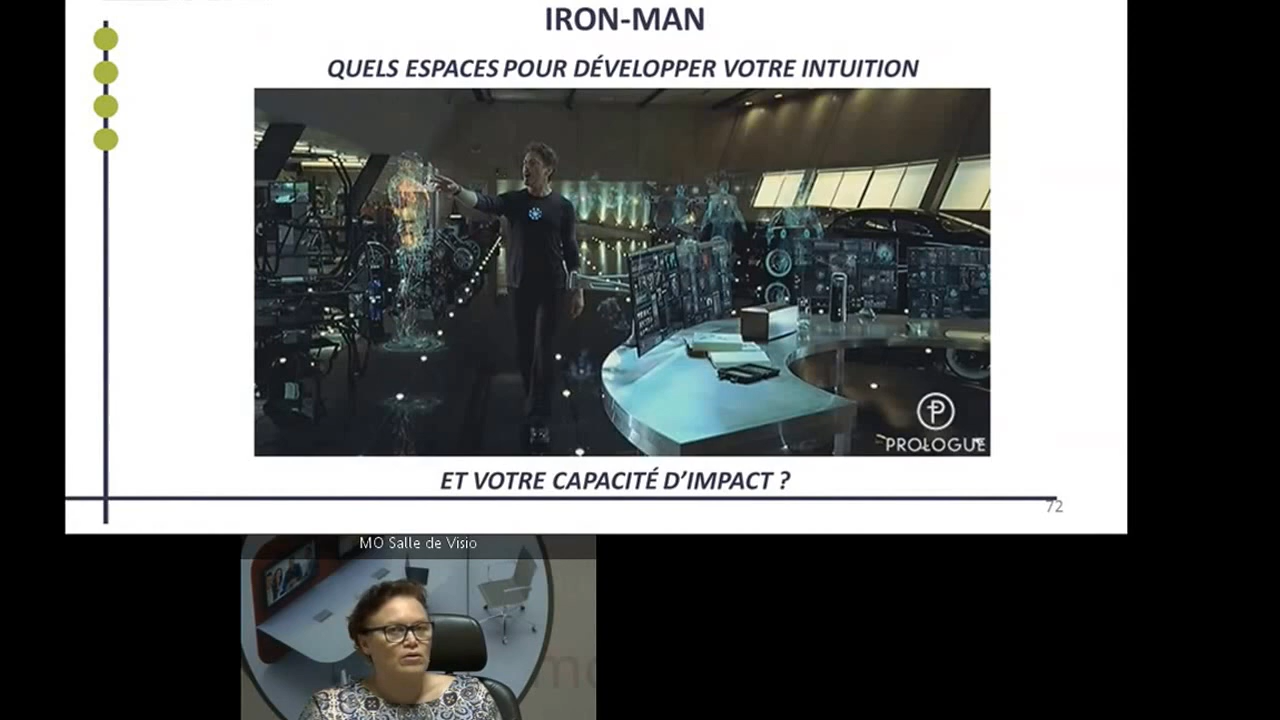 IRON-MAN
QUELS ESPACES POUR DÉVELOPPER VOTRE INTUITION
PROLOGUE
ET VOTRE CAPACITÉ D'IMPACT ?
72
MO Salle de Visio